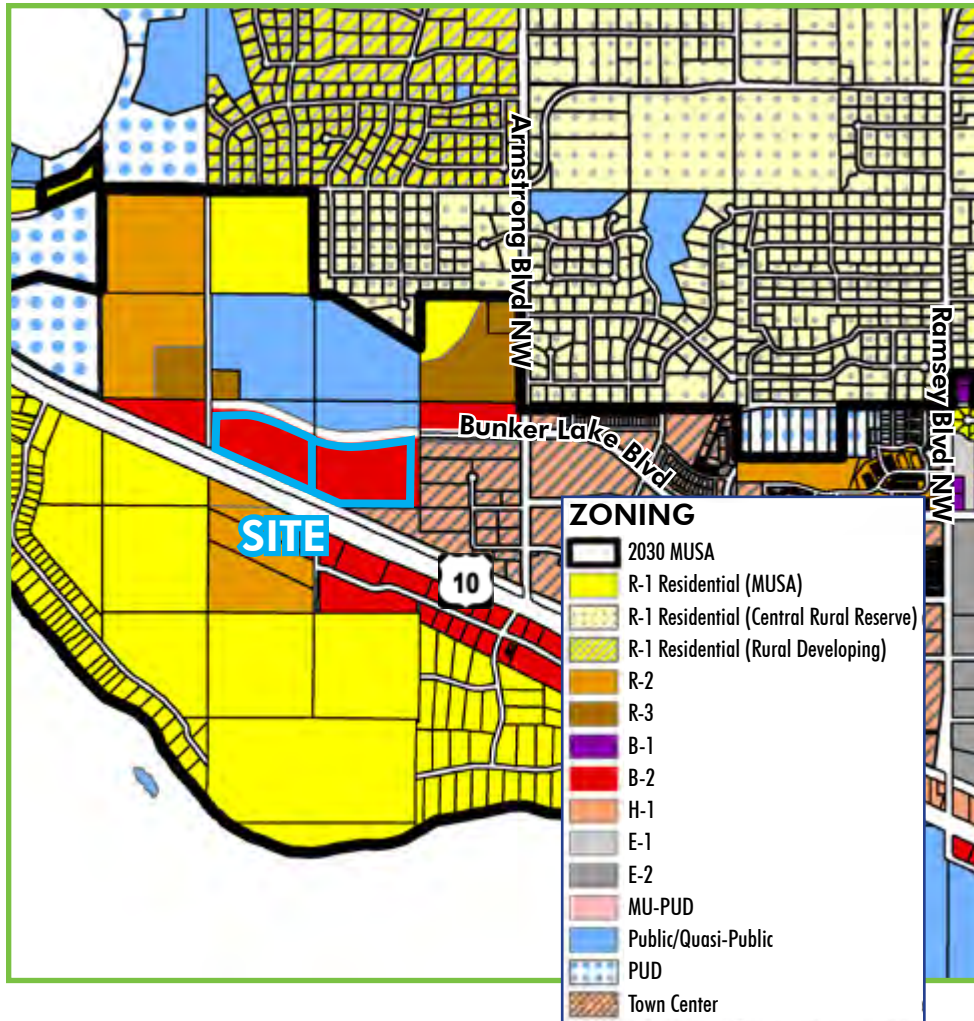 Armstrong Blvd NW
Ramsey Blvd NW
Bunker Lake Blvd
SITE
10
ZONING
2030 MUSA
R-1 Residential (MUSA)
R-1 Residential (Central Rural Reserve)
R-1 Residential (Rural Developing)
R-2
R-3
B-1
B-2
H-1
E-1
E-2
MU-PUD
Public/Quasi-Public
PUD
Town Center